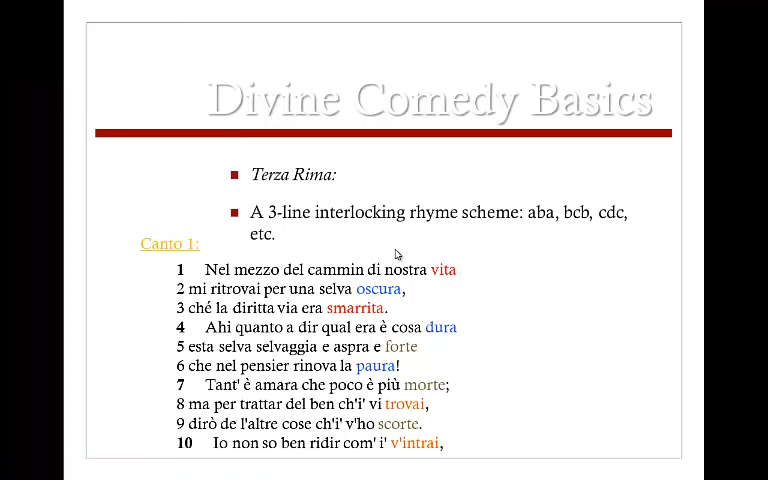 Divine Comedy Basics
Terza Rima:
A 3-line interlocking rhyme scheme: aba, bcb, cdc,
etc.
Canto 1:
1 Nel mezzo del cammin di nostra vita
2 mi ritrovai per una selva oscura,
3 ché la diritta via era smarrita.
4 Ahi quanto a dir qual era è cosa dura
5 esta selva selvaggia e aspra e forte
6 che nel pensier rinova la paura!
7 Tant' è amara che poco è più morte;
8 ma per trattar del ben ch'i' vi trovai,
9 dirò de l'altre cose ch'i' v'ho scorte.
10 Io non so ben ridir com' i' v'intrai,